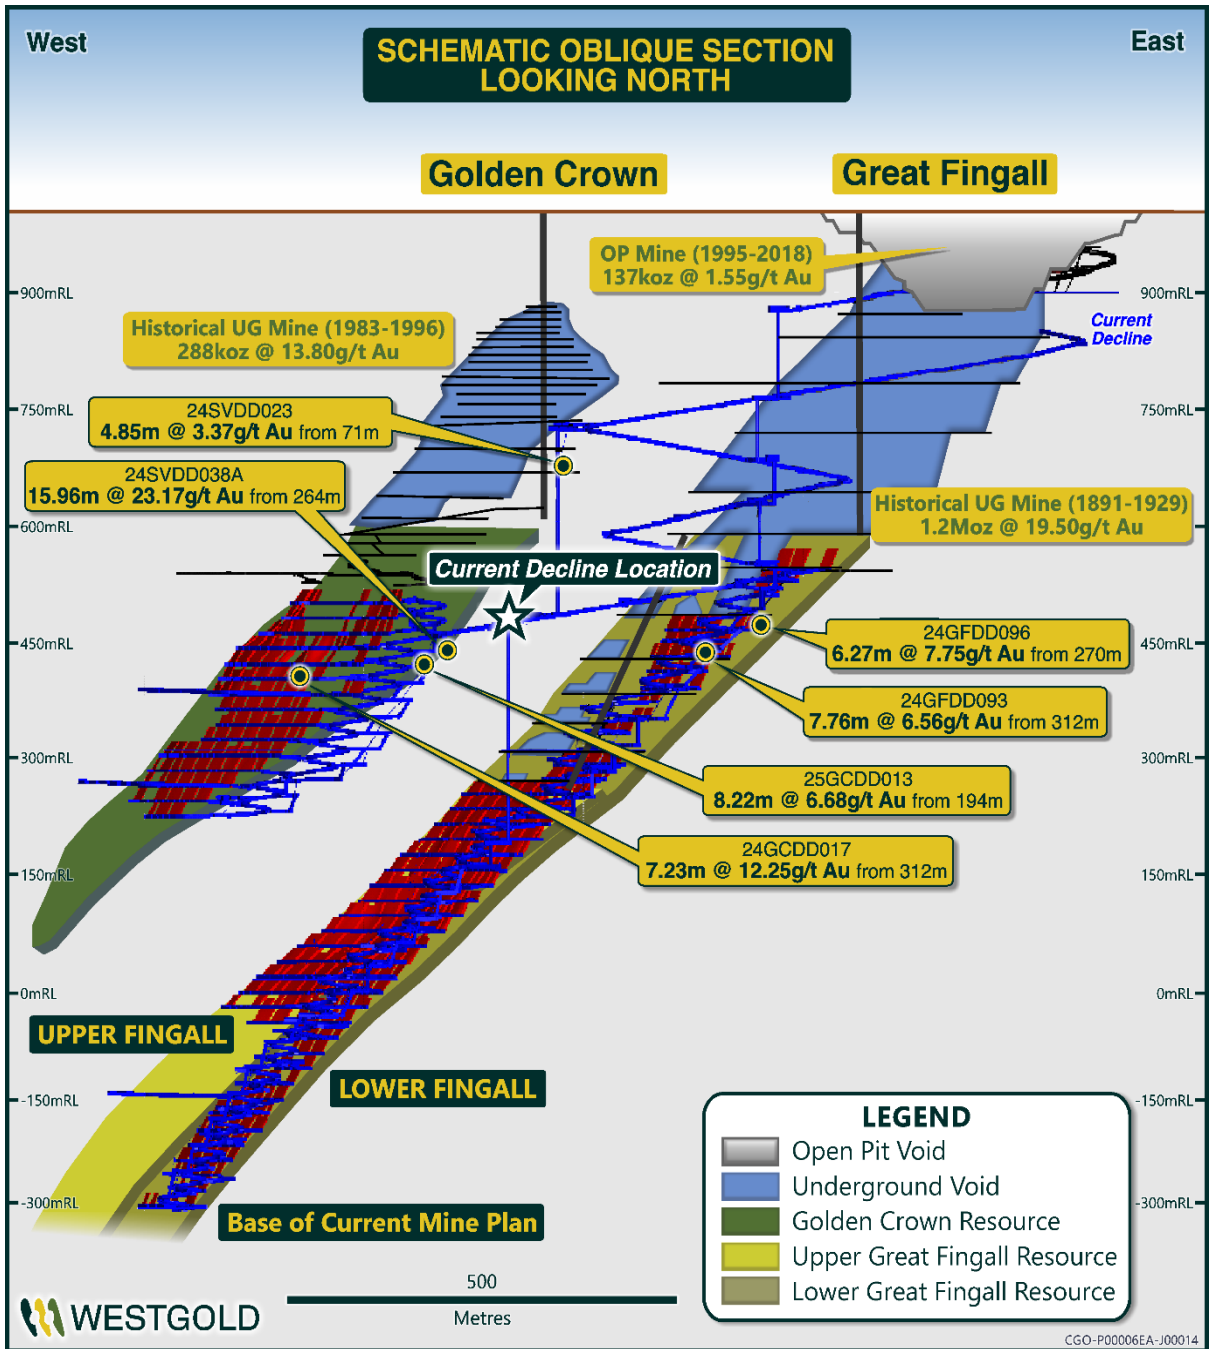 West
East
SCHEMATIC OBLIQUE SECTION
LOOKING NORTH
Golden Crown
Great Fingall
OP Mine (1995-2018)
137koz @ 1.55g/t Au
900mRL
900mRL
Historical UG Mine (1983-1996)
288koz @ 13.80g/t Au
Current
Decline
750mRL
750mRL
24SVDD023
4.85m @ 3.37g/t Au from 71m
24SVDD038A
15.96m @ 23.17g/t Au from 264m
Historical UG Mine (1891-1929)
1.2Moz @ 19.50g/t Au
600mRL
600mRL
Current Decline Location
450mRL
450mRL
24GFDD096
6.27m @ 7.75g/t Au from 270m
24GFDD093
7.76m @ 6.56g/t Au from 312m
300mRL
300mRL
25GCDD013
8.22m @ 6.68g/t Au from 194m
24GCDD017
7.23m @ 12.25g/t Au from 312m
150mRL
150mRL
0mRL
0mRL
UPPER FINGALL
LOWER FINGALL
-150mRL
-150mRL
-300mRL
-300mRL
Base of Current Mine Plan
LEGEND
Open Pit Void
Underground Void
Golden Crown Resource
Upper Great Fingall Resource
Lower Great Fingall Resource
500
Metres
WESTGOLD
CGO-P00006EA-J00014